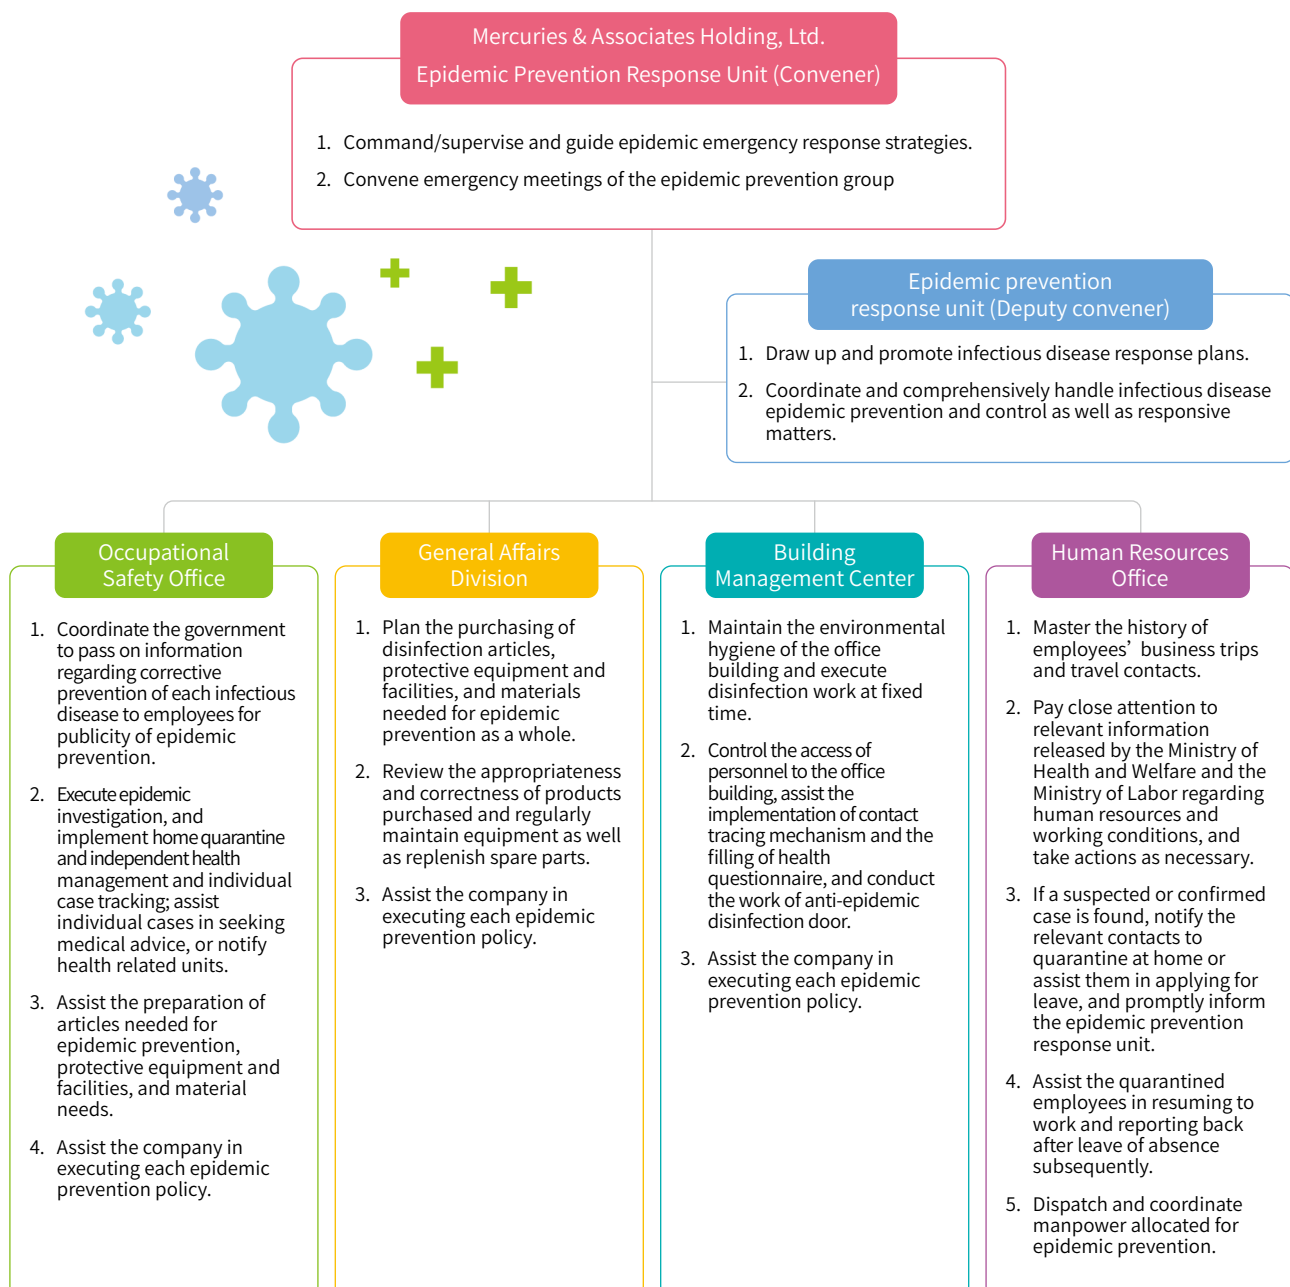 Mercuries & Associates Holding, Ltd.
Epidemic Prevention Response Unit (Convener)
1. Command/supervise and guide epidemic emergency response strategies.
2. Convene emergency meetings of the epidemic prevention group
Epidemic prevention
response unit (Deputy convener)
1. Draw up and promote infectious disease response plans.
2. Coordinate and comprehensively handle infectious disease
epidemic prevention and control as well as responsive
matters.
Occupational
Safety Office
1. Coordinate the government
to pass on information
regarding corrective
prevention of each infectious
disease to employees for
publicity of epidemic
prevention.
2. Execute epidemic
investigation, and
implement home quarantine
and independent health
management and individual
case tracking; assist
individual cases in seeking
medical advice, or notify
health related units.
3. Assist the preparation of
articles needed for
epidemic prevention,
protective equipment and
facilities, and material
needs.
4. Assist the company in
executing each epidemic
prevention policy.
General Affairs
Division
1. Plan the purchasing of
disinfection articles,
protective equipment and
facilities, and materials
needed for epidemic
prevention as a whole.
2. Review the appropriateness
and correctness of products
purchased and regularly
maintain equipment as well
as replenish spare parts.
3. Assist the company in
executing each epidemic
prevention policy.
Building
Management Center
1. Maintain the environmental
hygiene of the office
building and execute
disinfection work at fixed
time.
2. Control the access of
personnel to the office
building, assist the
implementation of contact
tracing mechanism and the
filling of health
questionnaire, and conduct
the work of anti-epidemic
disinfection door.
3. Assist the company in
executing each epidemic
prevention policy.
Human Resources
Office
1. Master the history of
employees’ business trips
and travel contacts.
2. Pay close attention to
relevant information
released by the Ministry of
Health and Welfare and the
Ministry of Labor regarding
human resources and
working conditions, and
take actions as necessary.
3. If a suspected or confirmed
case is found, notify the
relevant contacts to
quarantine at home or
assist them in applying for
leave, and promptly inform
the epidemic prevention
response unit.
4. Assist the quarantined
employees in resuming to
work and reporting back
after leave of absence
subsequently.
5. Dispatch and coordinate
manpower allocated for
epidemic prevention.